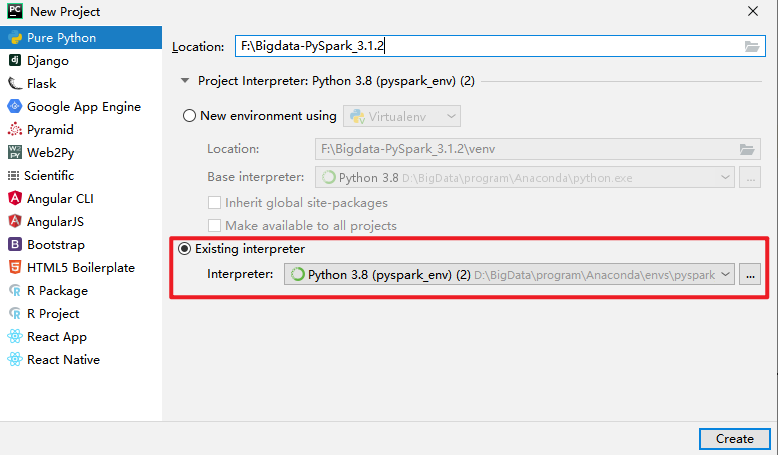 New Project
Pure Python
Django
Flask
Google App Engine
Pyramid
Web2Py
Scientific
Angular CLI
AngularJS
Bootstrap
HTML5 Boilerplate
R Package
R Project
React App
React Native
Location: F:\Bigdata-PySpark_3.1.2
Project Interpreter: Python 3.8 (pyspark_env) (2)
New environment using Virtualenv
Location: F:\Bigdata-PySpark_3.1.2\venv
Base interpreter: Python 3.8 D:\BigData\program\Anaconda\python.exe ...
Inherit global site-packages
Make available to all projects
Existing interpreter
Interpreter: Python 3.8 (pyspark_env) (2) D:\BigData\program\Anaconda\envs\pyspark ...
Create